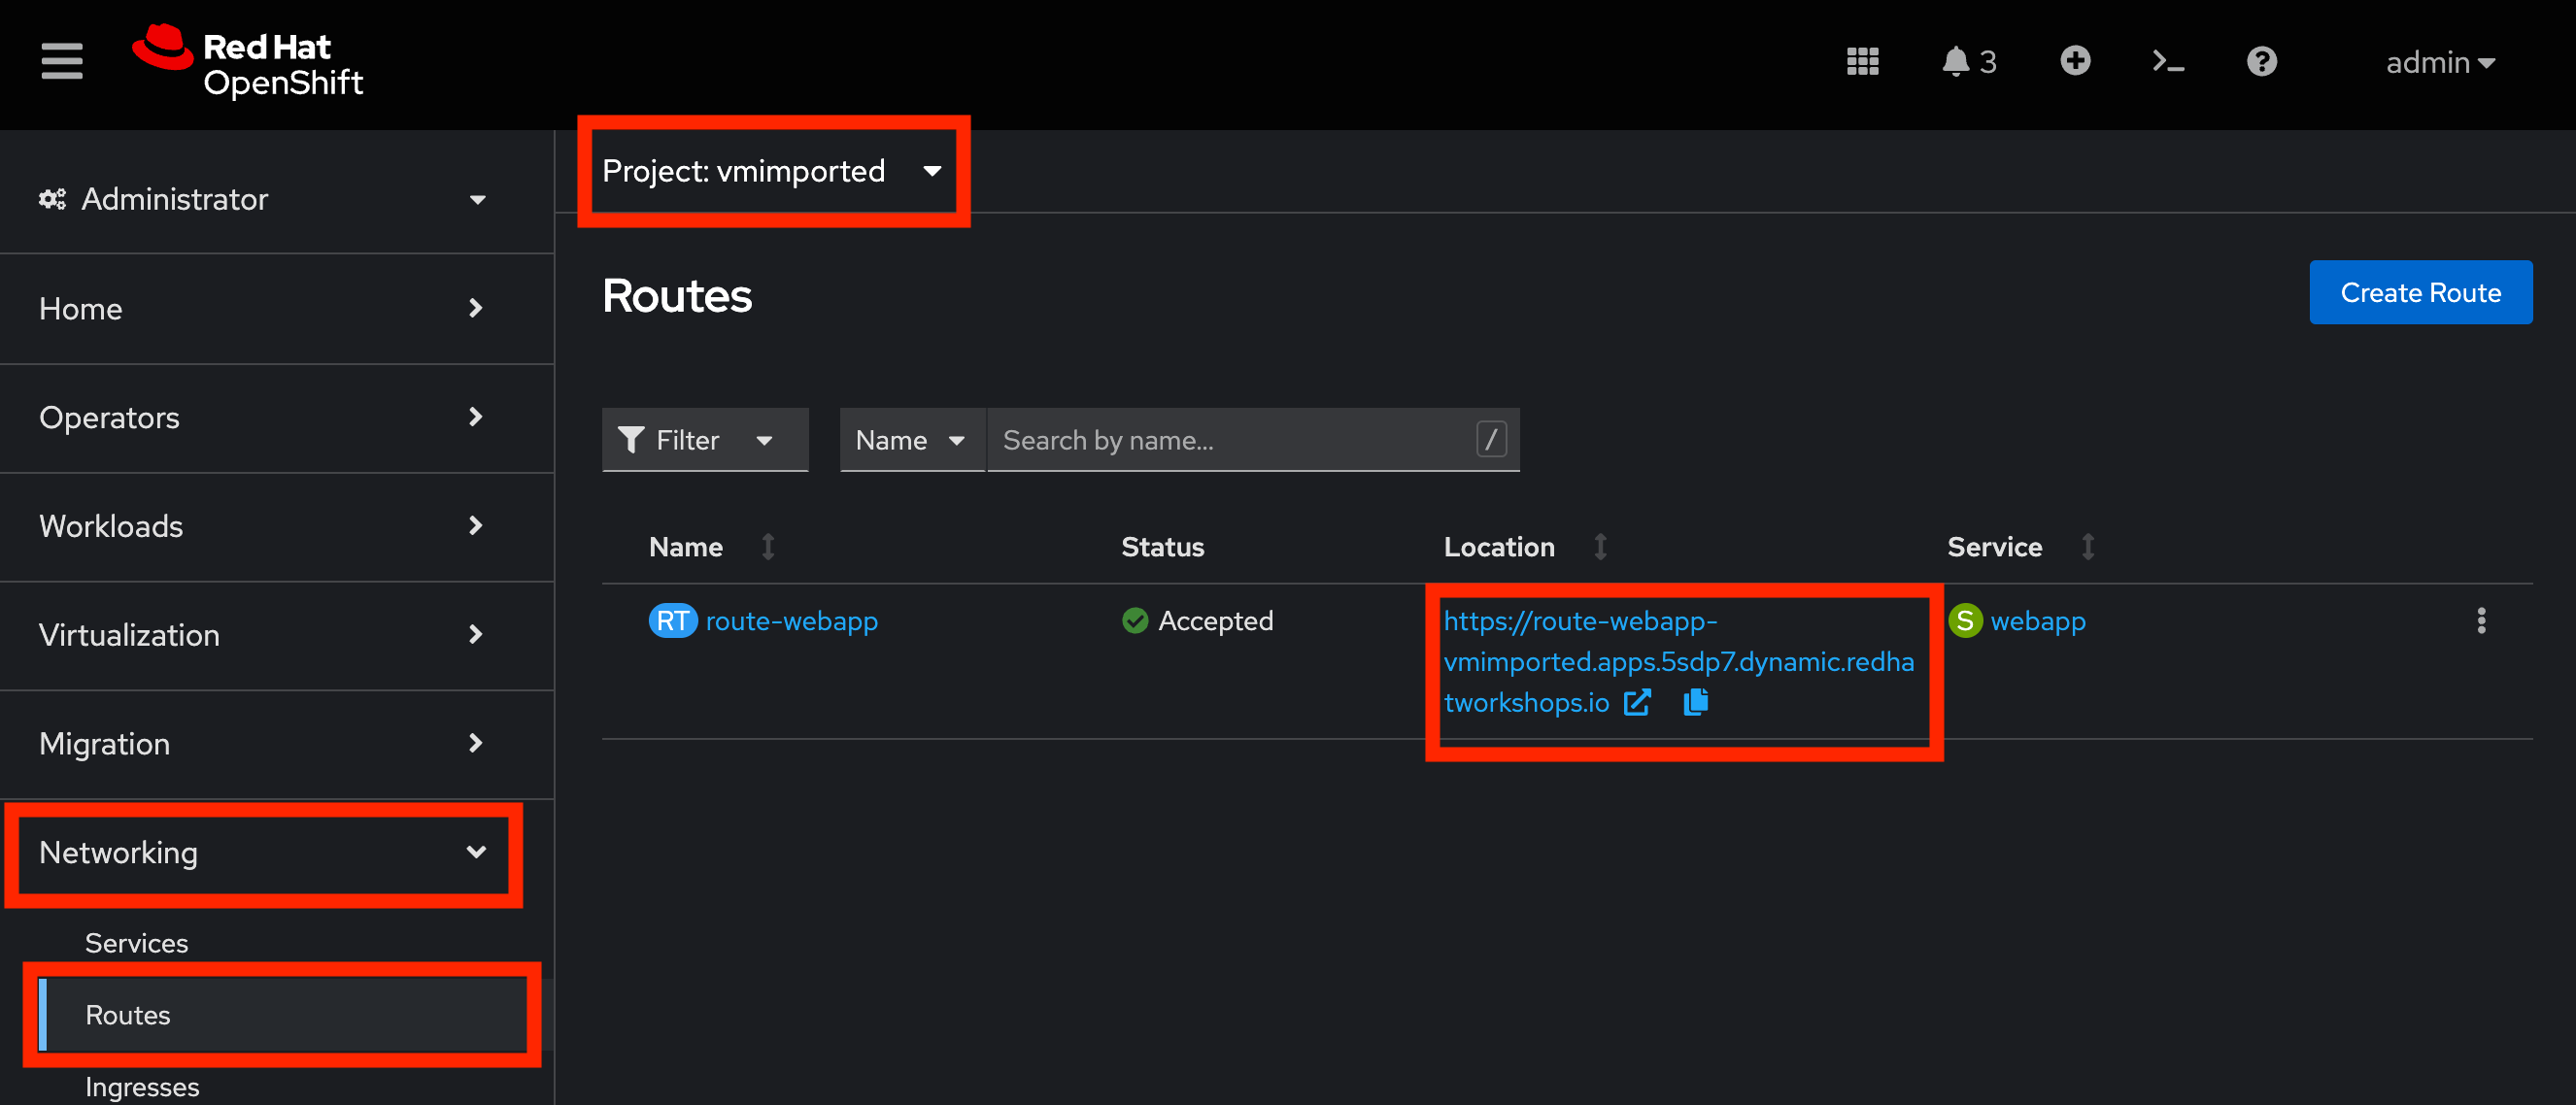 Red Hat
OpenShift
3
admin
Administrator
Project: vmimported
Home
Operators
Workloads
Virtualization
Migration
Networking
Services
Routes
Ingresses
Routes
Create Route
Filter
Name
Search by name...
/
Name
Status
Location
Service
RT route-webapp
Accepted
https://route-webapp-
vmimported.apps.5sdp7.dynamic.redha
tworkshops.io
S webapp